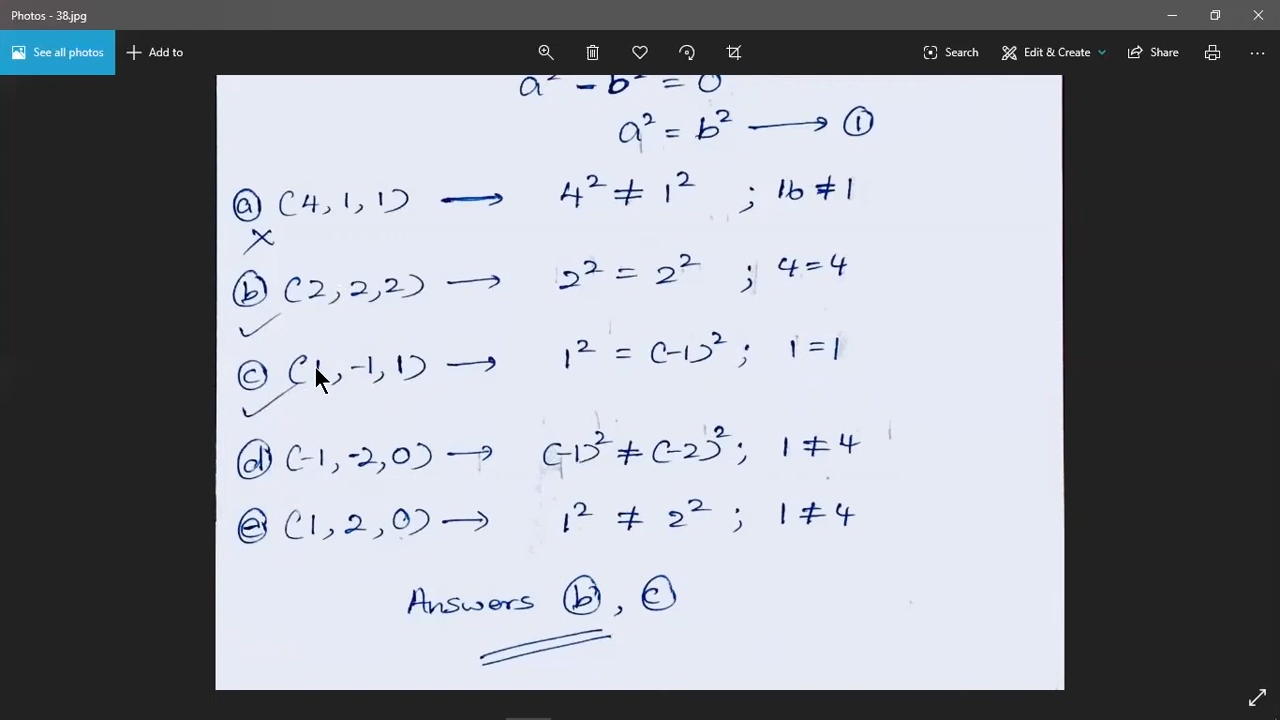 Photos - 38.jpg
See all photos
Add to
Search
Edit & Create
Share
a² - b² = 0
a² = b² ⟶ ①
ⓐ (4, 1, 1) ⟶ 4² ≠ 1² ; 16 ≠ 1
×
ⓑ (2, 2, 2) ⟶ 2² = 2² ; 4 = 4
✓
ⓒ (1, -1, 1) ⟶ 1² = (-1)² ; 1 = 1
✓
ⓓ (-1, -2, 0) ⟶ (-1)² ≠ (-2)² ; 1 ≠ 4
ⓔ (1, 2, 0) ⟶ 1² ≠ 2² ; 1 ≠ 4
Answers ⓑ, ⓒ